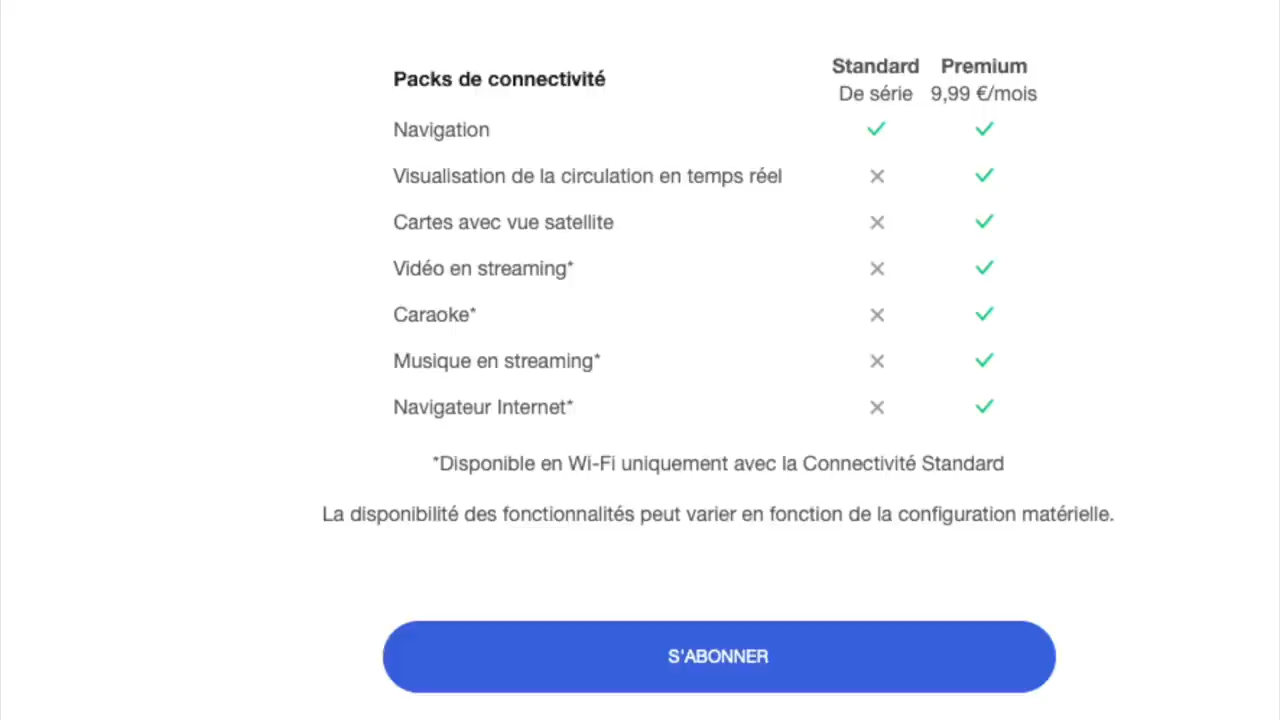 Packs de connectivité
Standard Premium
De série 9,99 €/mois
Navigation
Visualisation de la circulation en temps réel
Cartes avec vue satellite
Vidéo en streaming*
Caraoke*
Musique en streaming*
Navigateur Internet*
*Disponible en Wi-Fi uniquement avec la Connectivité Standard
La disponibilité des fonctionnalités peut varier en fonction de la configuration matérielle.
S'ABONNER